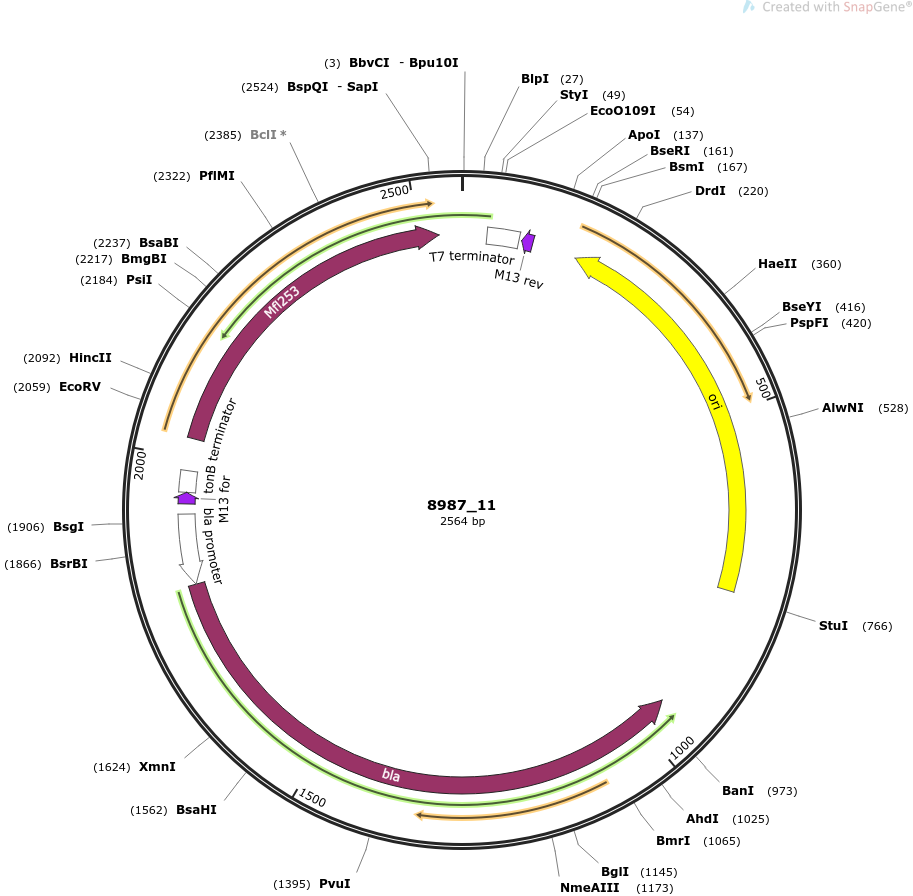 Created with SnapGene®
(3) BbvCI - Bpu10I
(2524) BspQI - SapI
(2385) BclI *
(2322) PflMI
(2237) BsaBI
(2217) BmgBI
(2184) PsiI
(2092) HincII
(2059) EcoRV
(1906) BsgI
(1866) BsrBI
(1624) XmnI
(1562) BsaHI
(1395) PvuI
BlpI (27)
StyI (49)
EcoO109I (54)
ApoI (137)
BseRI (161)
BsmI (167)
DrdI (220)
HaeII (360)
BseYI (416)
PspFI (420)
AlwNI (528)
StuI (766)
BanI (973)
AhdI (1025)
BmrI (1065)
BglI (1145)
NmeAIII (1173)
500
1000
1500
2000
2500
T7 terminator
M13 rev
ori
Mfl253
tonB terminator
M13 for
bla promoter
bla
8987_11
2564 bp